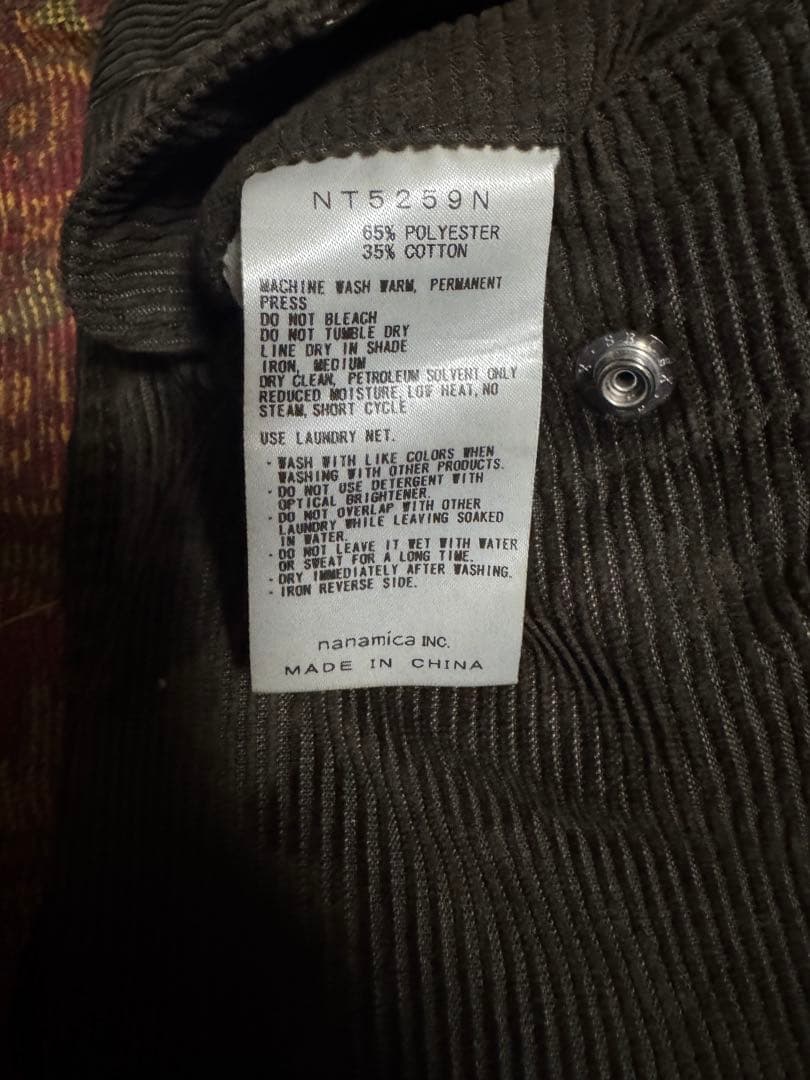 NT5259N
65% POLYESTER
35% COTTON
MACHINE WASH WARM, PERMANENT
PRESS
DO NOT BLEACH
DO NOT TUMBLE DRY
LINE DRY IN SHADE
IRON, MEDIUM
DRY CLEAN, PETROLEUM SOLVENT ONLY
REDUCED MOISTURE, LOW HEAT, NO
STEAM, SHORT CYCLE
USE LAUNDRY NET.
・WASH WITH LIKE COLORS WHEN
WASHING WITH OTHER PRODUCTS.
・DO NOT USE DETERGENT WITH
OPTICAL BRIGHTENER.
・DO NOT OVERLAP WITH OTHER
LAUNDRY WHILE LEAVING SOAKED
IN WATER.
・DO NOT LEAVE IT WET WITH WATER
OR SWEAT FOR A LONG TIME.
・DRY IMMEDIATELY AFTER WASHING.
・IRON REVERSE SIDE.
nanamica INC.
MADE IN CHINA